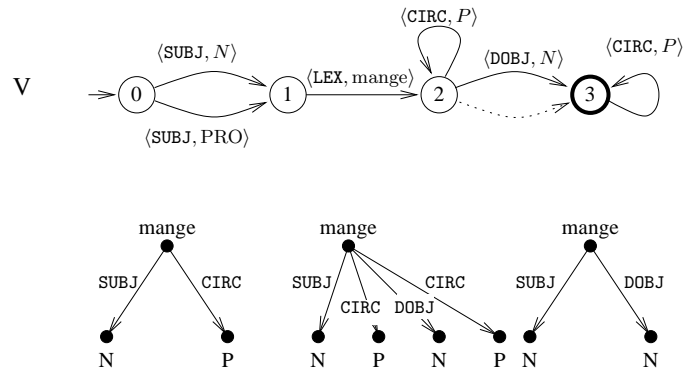 ⟨CIRC, P⟩
⟨SUBJ, N⟩ ⟨DOBJ, N⟩ ⟨CIRC, P⟩
⟨LEX, mange⟩
V 0 1 2 3
⟨SUBJ, PRO⟩
mange mange mange
SUBJ CIRC SUBJ CIRC SUBJ DOBJ
CIRC DOBJ
N P N P N P N N